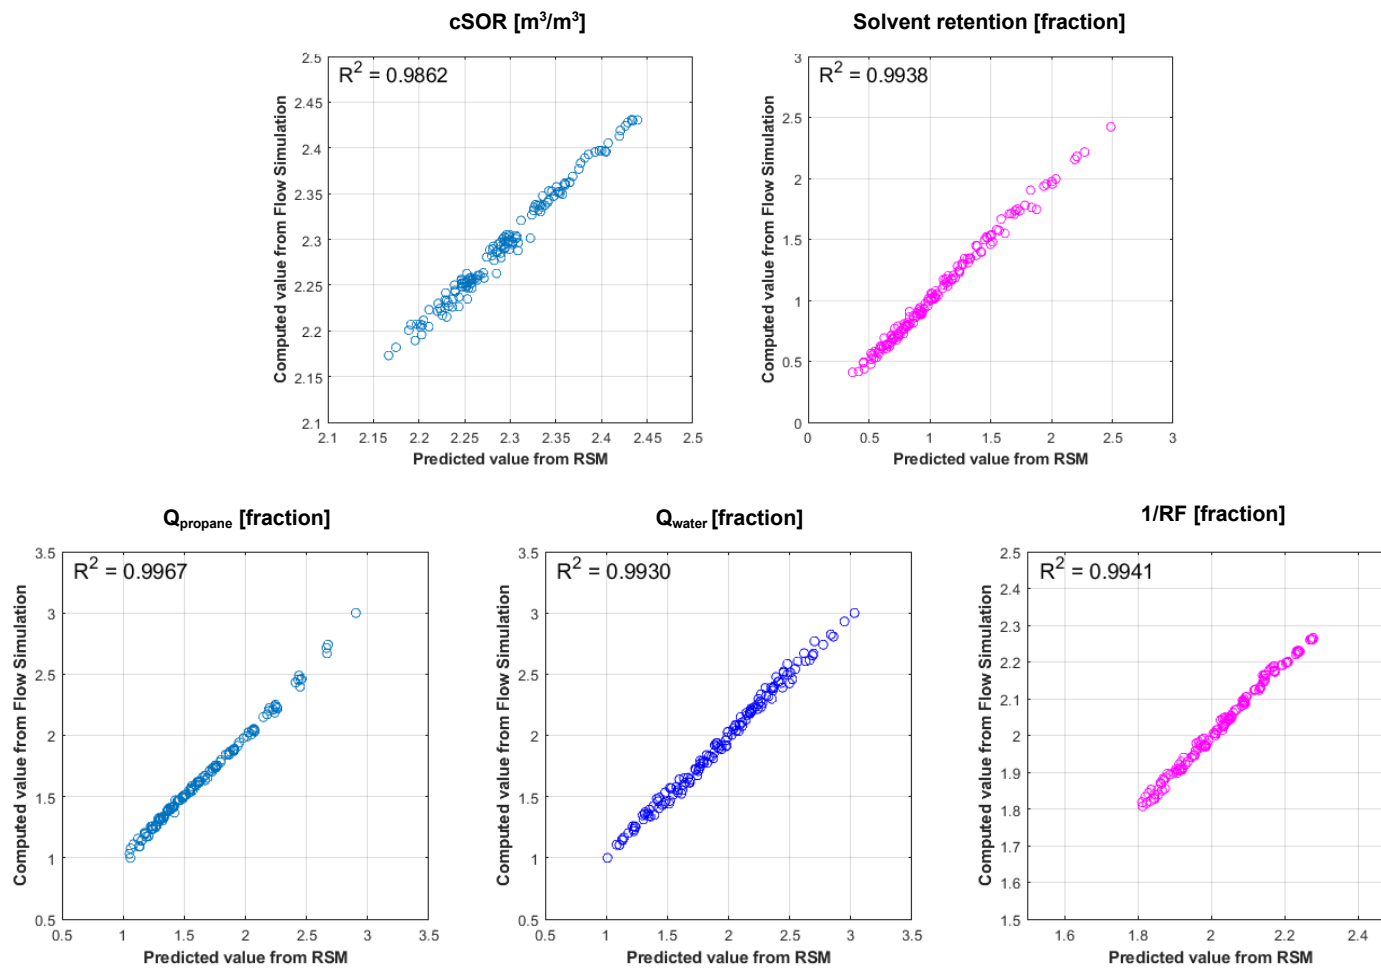 cSOR [m³/m³]
R² = 0.9862
Computed value from Flow Simulation
2.5
2.45
2.4
2.35
2.3
2.25
2.2
2.15
2.1
2.1 2.15 2.2 2.25 2.3 2.35 2.4 2.45 2.5
Predicted value from RSM
Solvent retention [fraction]
R² = 0.9938
Computed value from Flow Simulation
3
2.5
2
1.5
1
0.5
0
0 0.5 1 1.5 2 2.5 3
Predicted value from RSM
Qpropane [fraction]
R² = 0.9967
Computed value from Flow Simulation
3.5
3
2.5
2
1.5
1
0.5
0.5 1 1.5 2 2.5 3 3.5
Predicted value from RSM
Qwater [fraction]
R² = 0.9930
Computed value from Flow Simulation
3.5
3
2.5
2
1.5
1
0.5
0.5 1 1.5 2 2.5 3 3.5
Predicted value from RSM
1/RF [fraction]
R² = 0.9941
Computed value from Flow Simulation
2.5
2.4
2.3
2.2
2.1
2
1.9
1.8
1.7
1.6
1.5
1.6 1.8 2 2.2 2.4
Predicted value from RSM